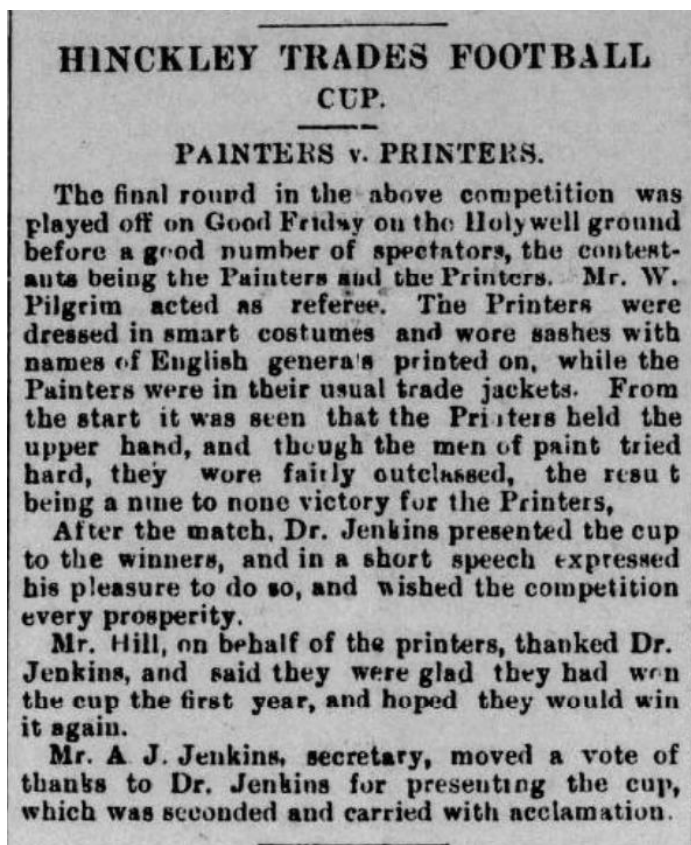 HINCKLEY TRADES FOOTBALL
CUP.
PAINTERS v. PRINTERS.
The final round in the above competition was
played off on Good Friday on the Holywell ground
before a good number of spectators, the contest-
ants being the Painters and the Printers. Mr. W.
Pilgrim acted as referee. The Printers were
dressed in smart costumes and wore sashes with
names of English genera's printed on, while the
Painters were in their usual trade jackets. From
the start it was seen that the Printers held the
upper hand, and though the men of paint tried
hard, they wore fairly outclassed, the resu t
being a nine to none victory for the Printers,
After the match, Dr. Jenkins presented the cup
to the winners, and in a short speech expressed
his pleasure to do so, and wished the competition
every prosperity.
Mr. Hill, on behalf of the printers, thanked Dr.
Jenkins, and said they were glad they had won
the cup the first year, and hoped they would win
it again.
Mr. A J. Jenkins, secretary, moved a vote of
thanks to Dr. Jenkins for presenting the cup,
which was seconded and carried with acclamation.